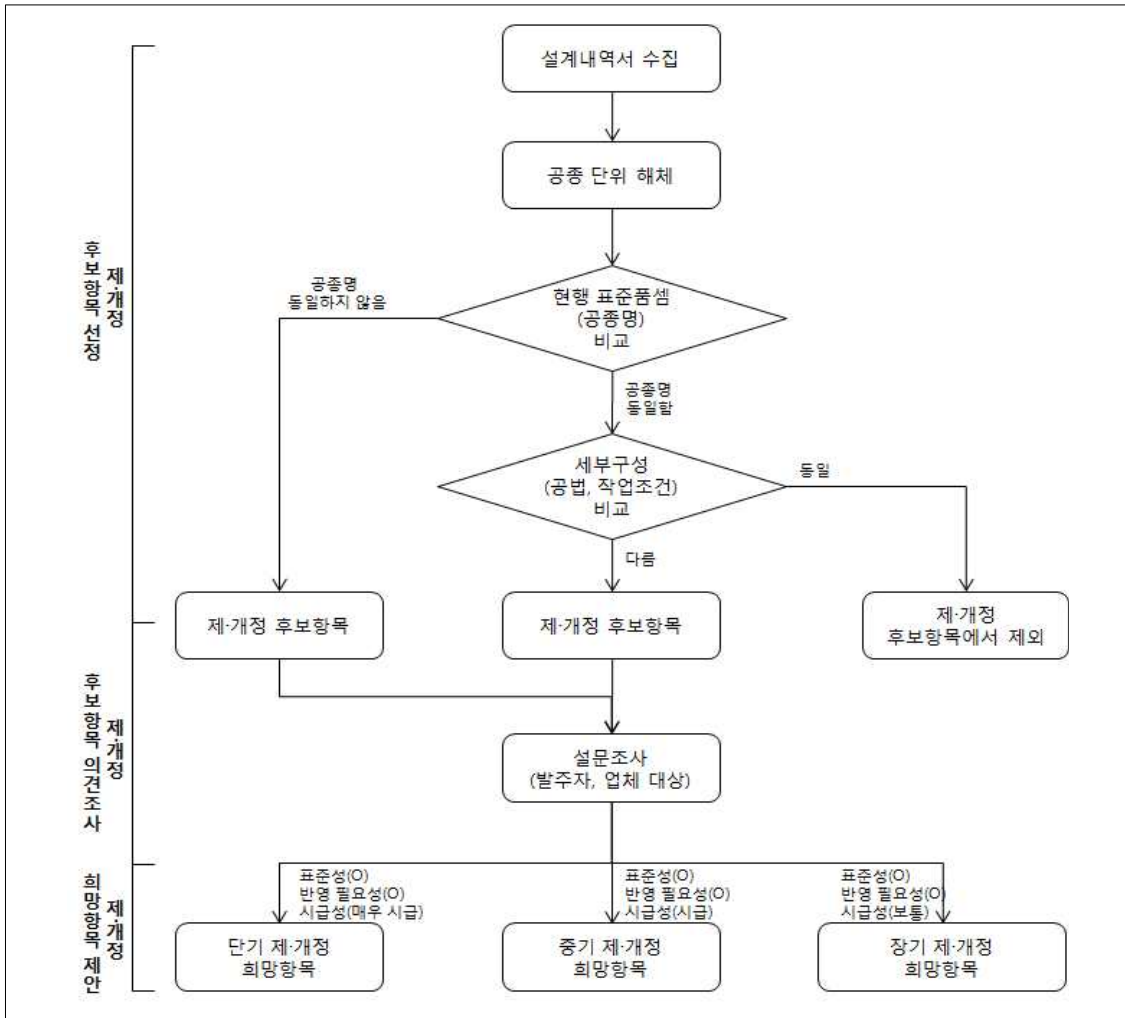 설계내역서 수집
공종 단위 해체
현행 표준품셈
(공종명)
비교
공종명
동일하지 않을
공종명
동일함
세부구성
(공법, 작업조건)
비교
동일
다름
제·개정
후보항목 선정
제·개정 후보항목
제·개정 후보항목
제·개정
후보항목에서 제외
설문조사
(발주자, 업체 대상)
제·개정
후보항목 의견조사
표준성(O)
반영 필요성(O)
시급성(매우 시급)
표준성(O)
반영 필요성(O)
시급성(시급)
표준성(O)
반영 필요성(O)
시급성(보통)
제·개정
희망항목 제안
단기 제·개정
희망항목
중기 제·개정
희망항목
장기 제·개정
희망항목